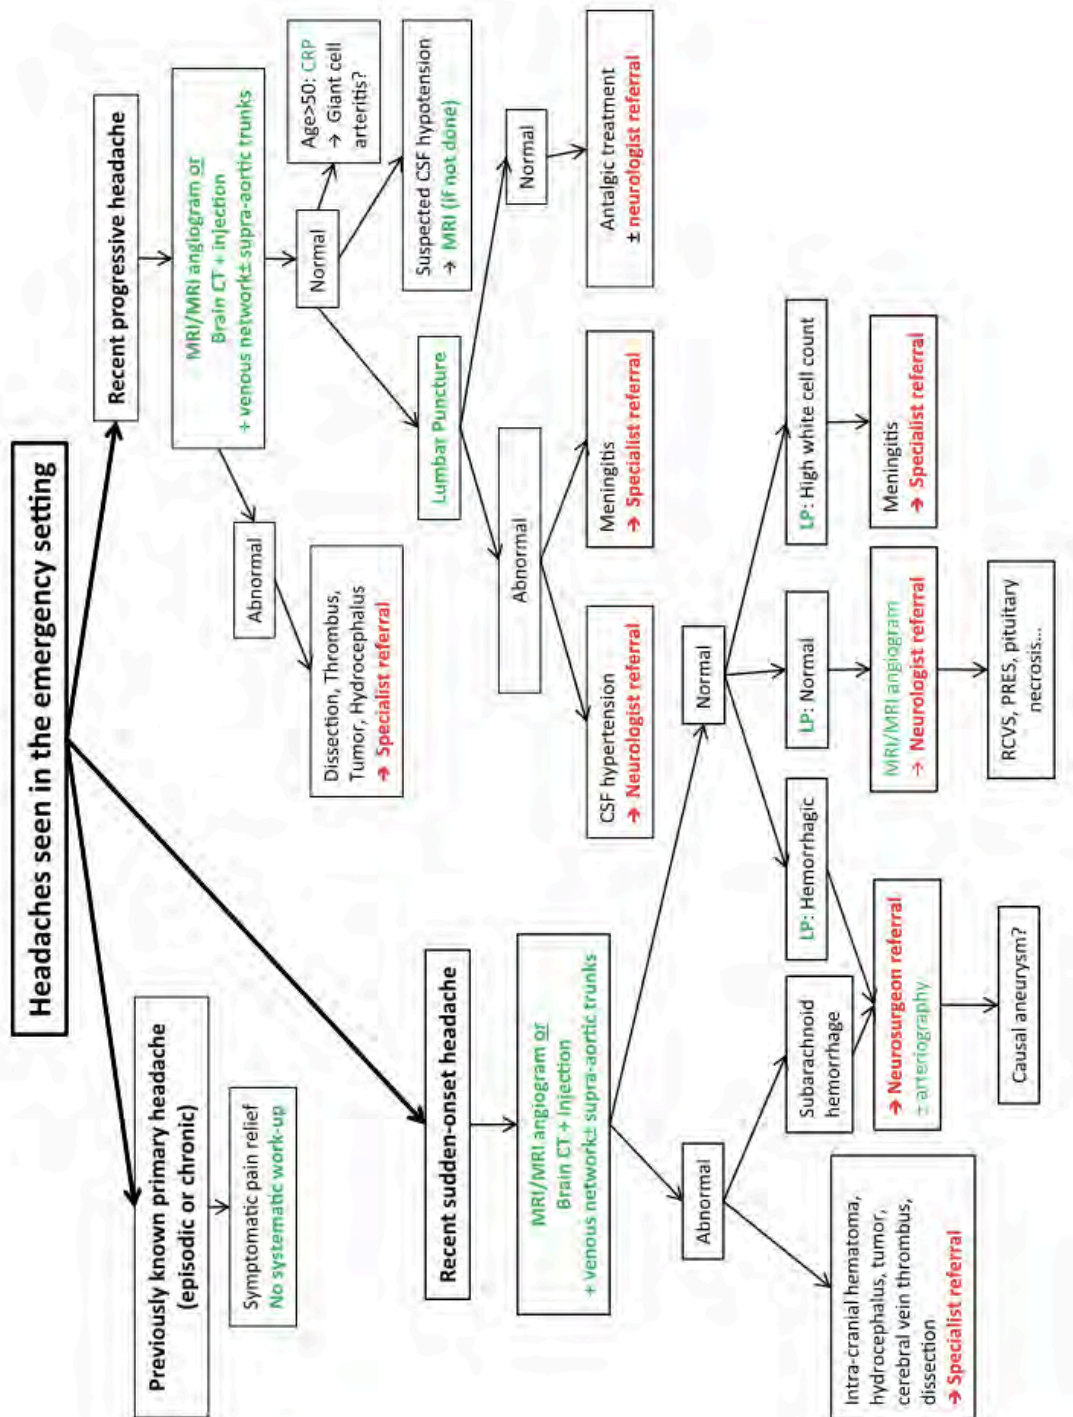 Headaches seen in the emergency setting
Previously known primary headache
(episodic or chronic)
Symptomatic pain relief
No systematic work-up
Recent sudden-onset headache
MRI/MRI angiogram or
Brain CT + Injection
+ venous network± supra-aortic trunks
Abnormal
Intra-cranial hematoma,
hydrocephalus, tumor,
cerebral vein thrombus,
dissection
→ Specialist referral
Subarachnoid
hemorrhage
Normal
LP: Hemorrhagic
→Neurosurgeon referral
± arteriography
Causal aneurysm?
LP: Normal
MRI/MRI angiogram
→ Neurologist referral
RCVS, PRES, pituitary
necrosis...
LP: High white cell count
Meningitis
→ Specialist referral
Recent progressive headache
MRI/MRI angiogram or
Brain CT + injection
+ venous network± supra-aortic trunks
Abnormal
Dissection, Thrombus,
Tumor, Hydrocephalus
→ Specialist referral
Normal
Lumbar Puncture
Abnormal
CSF hypertension
→ Neurologist referral
Meningitis
→ Specialist referral
Normal
Antalgic treatment
± neurologist referral
Suspected CSF hypotension
→ MRI (if not done)
Age>50: CRP
→ Giant cell
arteritis?